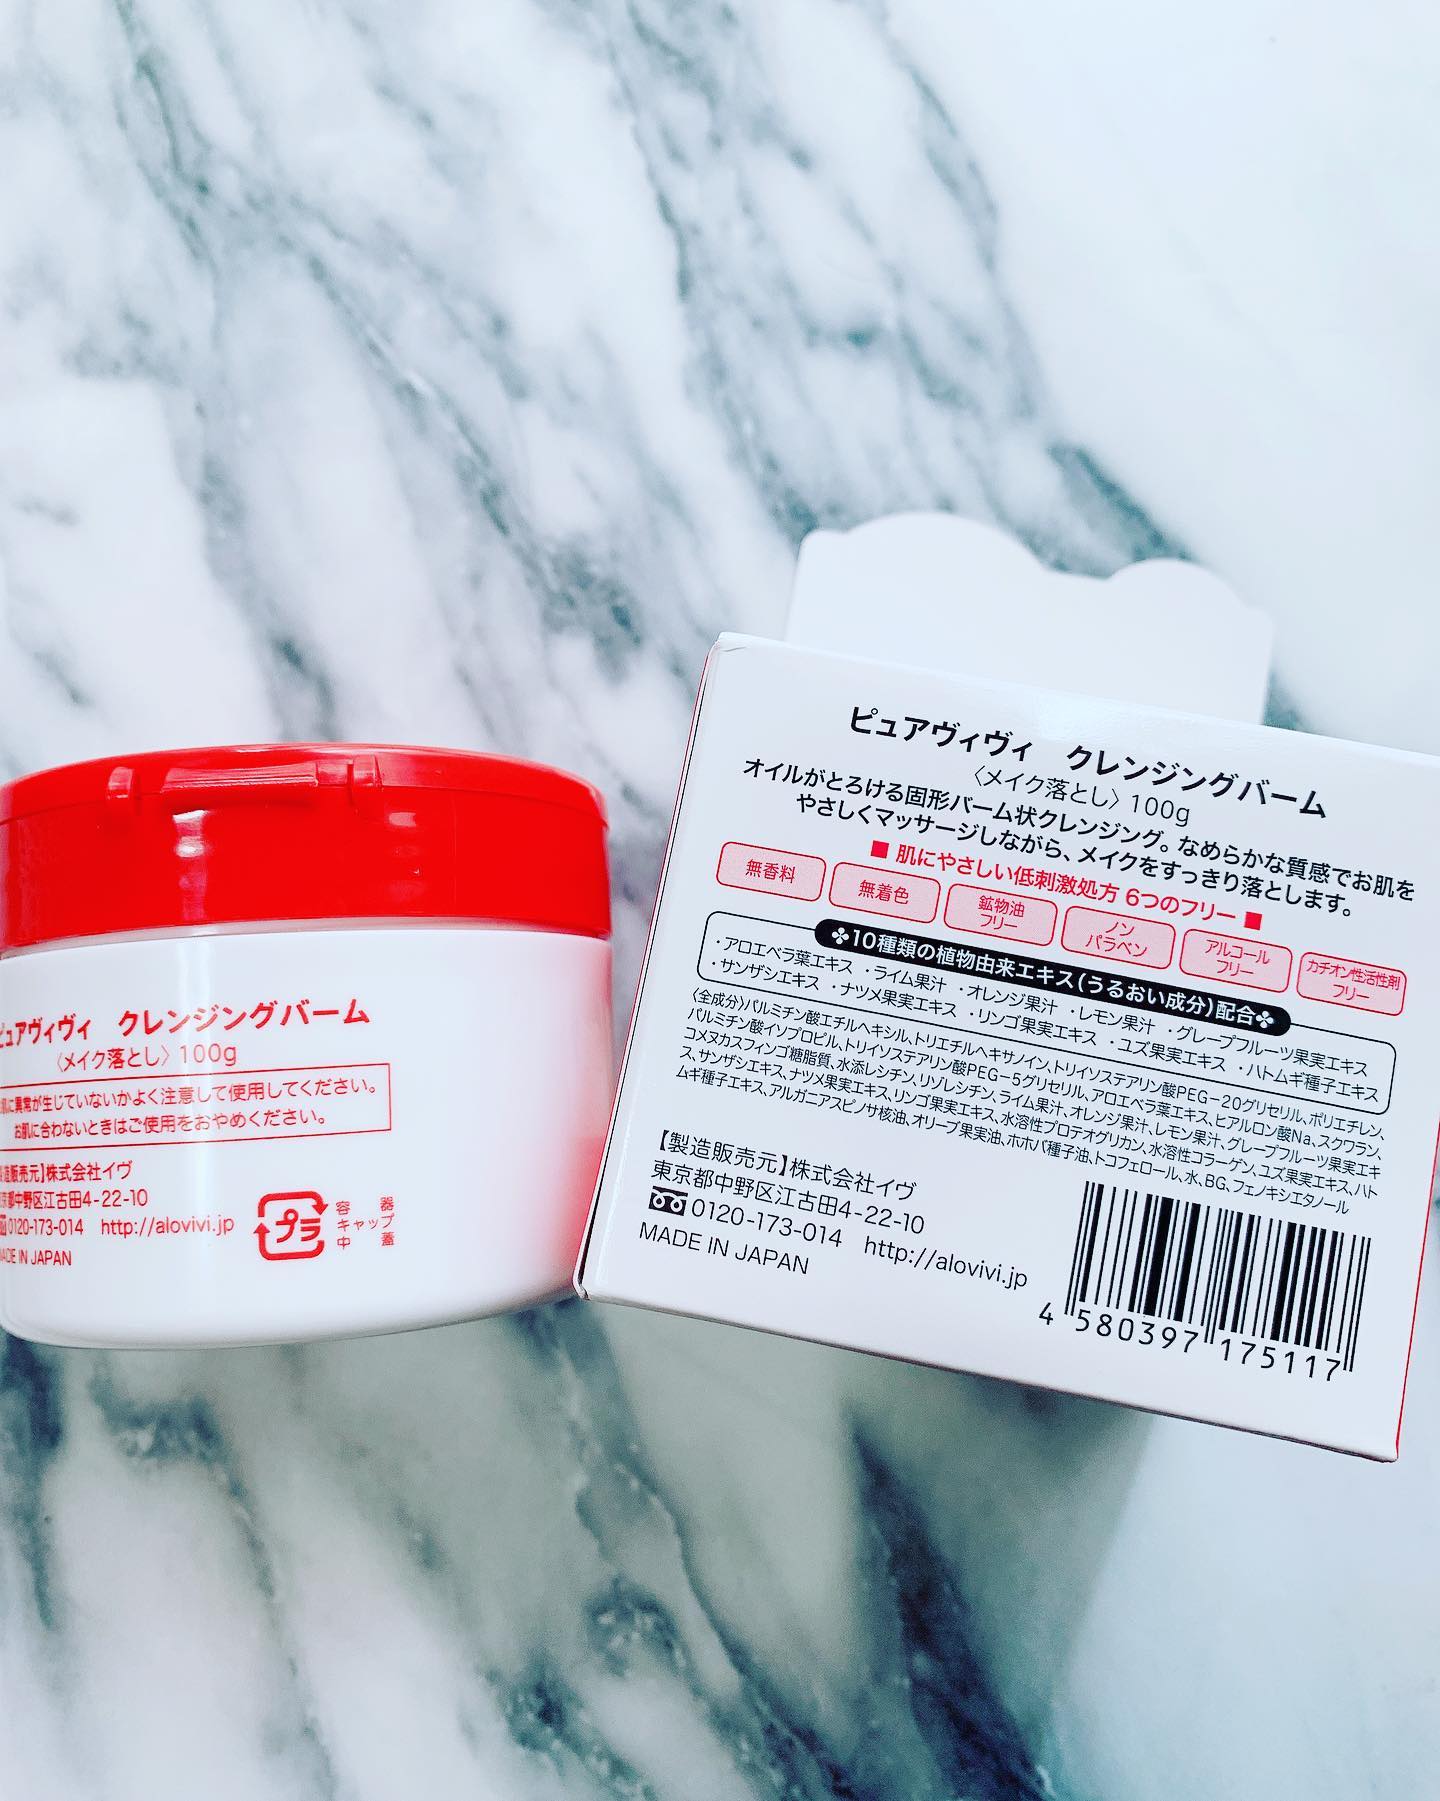 ピュアヴィヴィ クレンジングバーム
〈メイク落とし〉100g
に異常が生じていないかよく注意して使用してください。
お肌に合わないときはご使用をおやめください。
製造販売元】株式会社イヴ
東京都中野区江古田4-22-10
0120-173-014 http://alovivi.jp
MADE IN JAPAN
プラ
容器
キャップ
中蓋
ピュアヴィヴィ クレンジングバーム
〈メイク落とし〉100g
オイルがとろける固形バーム状クレンジング。なめらかな質感でお肌を
やさしくマッサージしながら、メイクをすっきり落とします。
■ 肌にやさしい低刺激処方 6つのフリー ■
無香料
無着色
鉱物油
フリー
ノン
パラベン
アルコール
フリー
カチオン性活性剤
フリー
✤10種類の植物由来エキス(うるおい成分)配合✤
・アロエベラ葉エキス ・ライム果汁 ・オレンジ果汁 ・レモン果汁 ・グレープフルーツ果実エキス
・サンザシエキス ・ナツメ果実エキス ・リンゴ果実エキス ・ユズ果実エキス ・ハトムギ種子エキス
〈全成分〉パルミチン酸エチルヘキシル、トリエチルヘキサノイン、トリイソステアリン酸PEG-20グリセリル、ポリエチレン、
パルミチン酸イソプロピル、トリイソステアリン酸PEG-5グリセリル、アロエベラ葉エキス、ヒアルロン酸Na、スクワラン、
コメヌカスフィンゴ糖脂質、水添レシチン、リゾレシチン、ライム果汁、オレンジ果汁、レモン果汁、グレープフルーツ果実エキ
ス、サンザシエキス、ナツメ果実エキス、リンゴ果実エキス、水溶性プロテオグリカン、水溶性コラーゲン、ユズ果実エキス、ハト
ムギ種子エキス、アルガニアスピノサ核油、オリーブ果実油、ホホバ種子油、トコフェロール、水、BG、フェノキシエタノール
【製造販売元】株式会社イヴ
東京都中野区江古田4-22-10
0120-173-014 http://alovivi.jp
MADE IN JAPAN
4 580397 175117